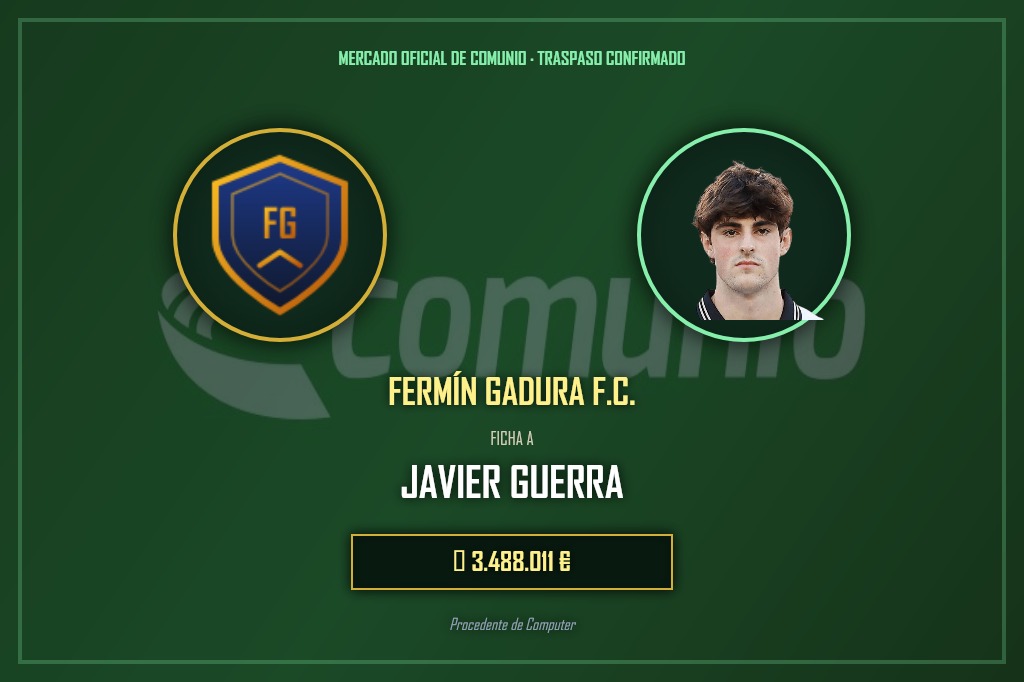 MERCADO OFICIAL DE COMUNIO · TRASPASO CONFIRMADO
FG
comunio
FERMÍN GADURA F.C.
FICHA A
JAVIER GUERRA
3.488.011 €
Procedente de Computer